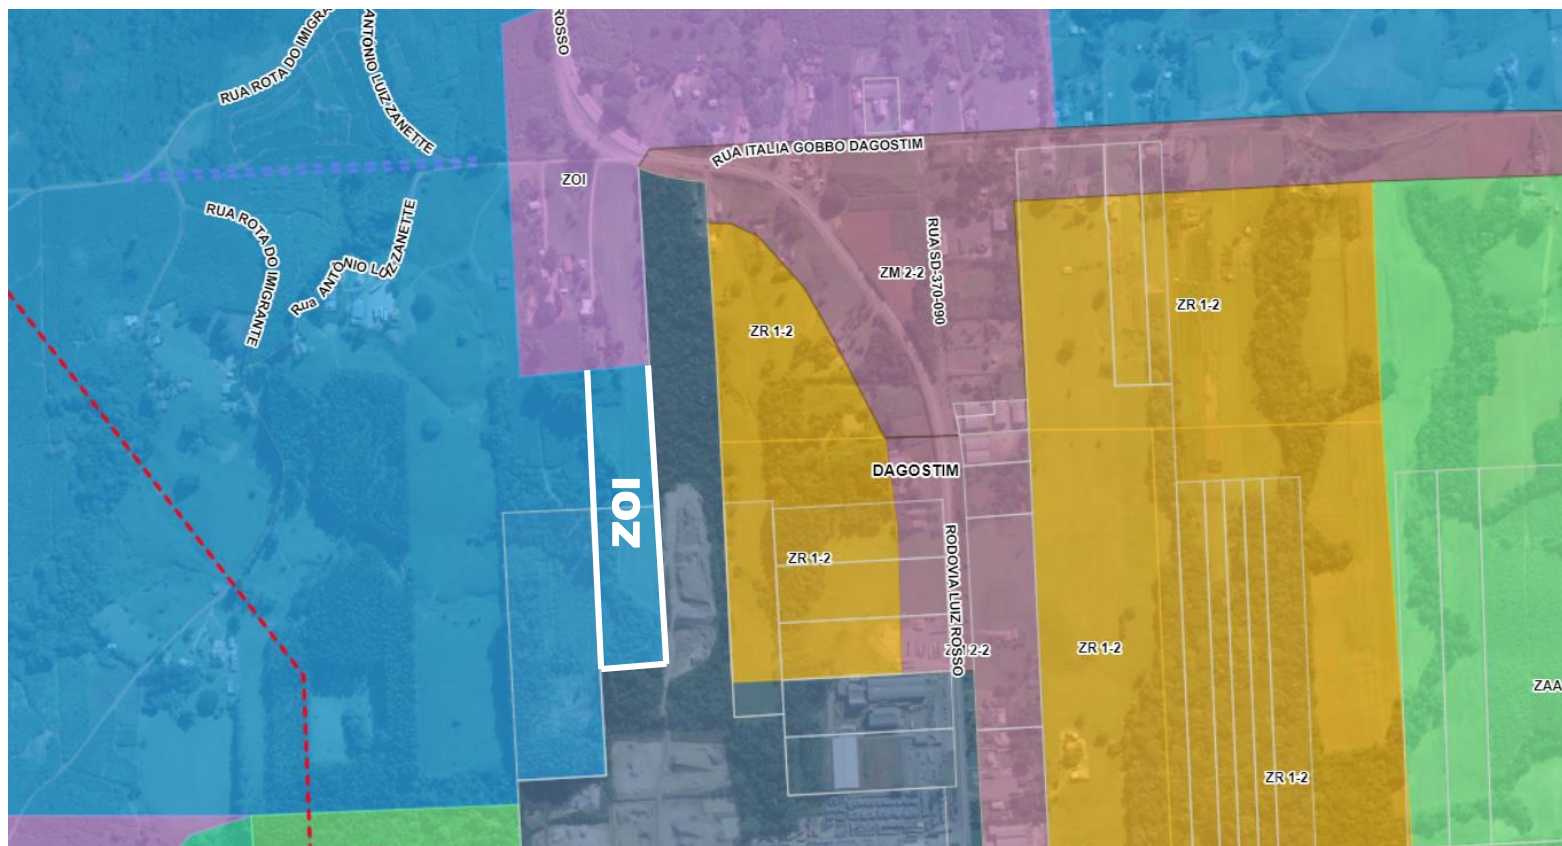 RUA ROTA DO IMIGRA
ANTÔNIO LUIZ ZANETTE
ROSSO
RUA ITALIA GOBBO DAGOSTIM
ZOI
RUA ROTA DO IMIGRANTE
Rua ANTÔNIO LUIZ ZANETTE
RUA SD-370-090
ZM 2-2
ZR 1-2
ZR 1-2
DAGOSTIM
ZOI
ZR 1-2
RODOVIA LUIZ ROSSO
2-2
ZR 1-2
ZAA
ZR 1-2